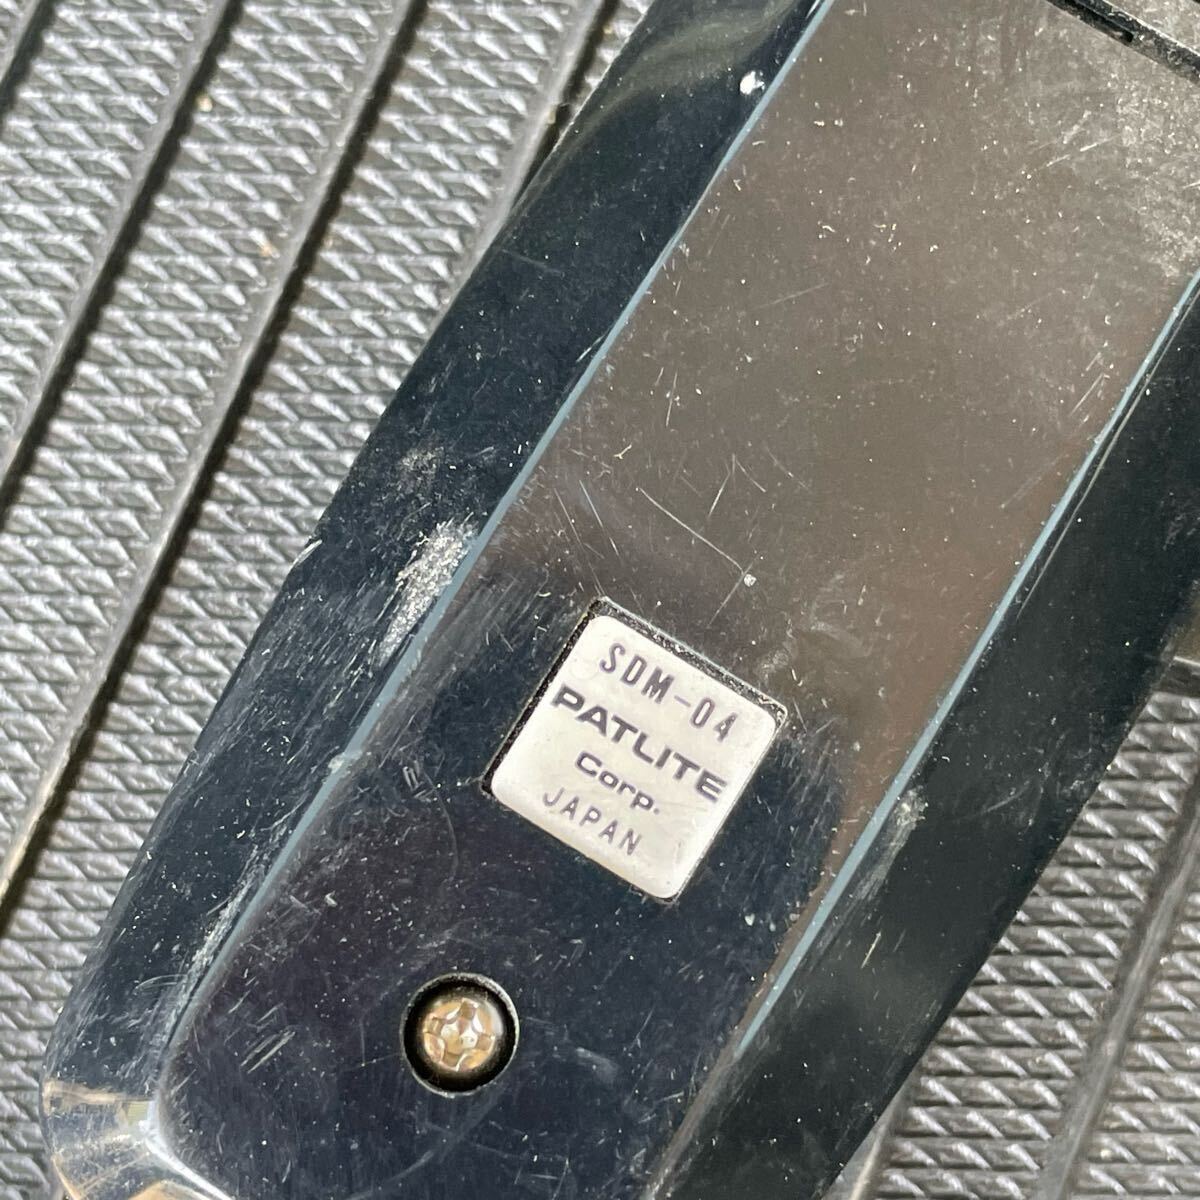 SDM-04
PATLITE
Corp.
JAPAN